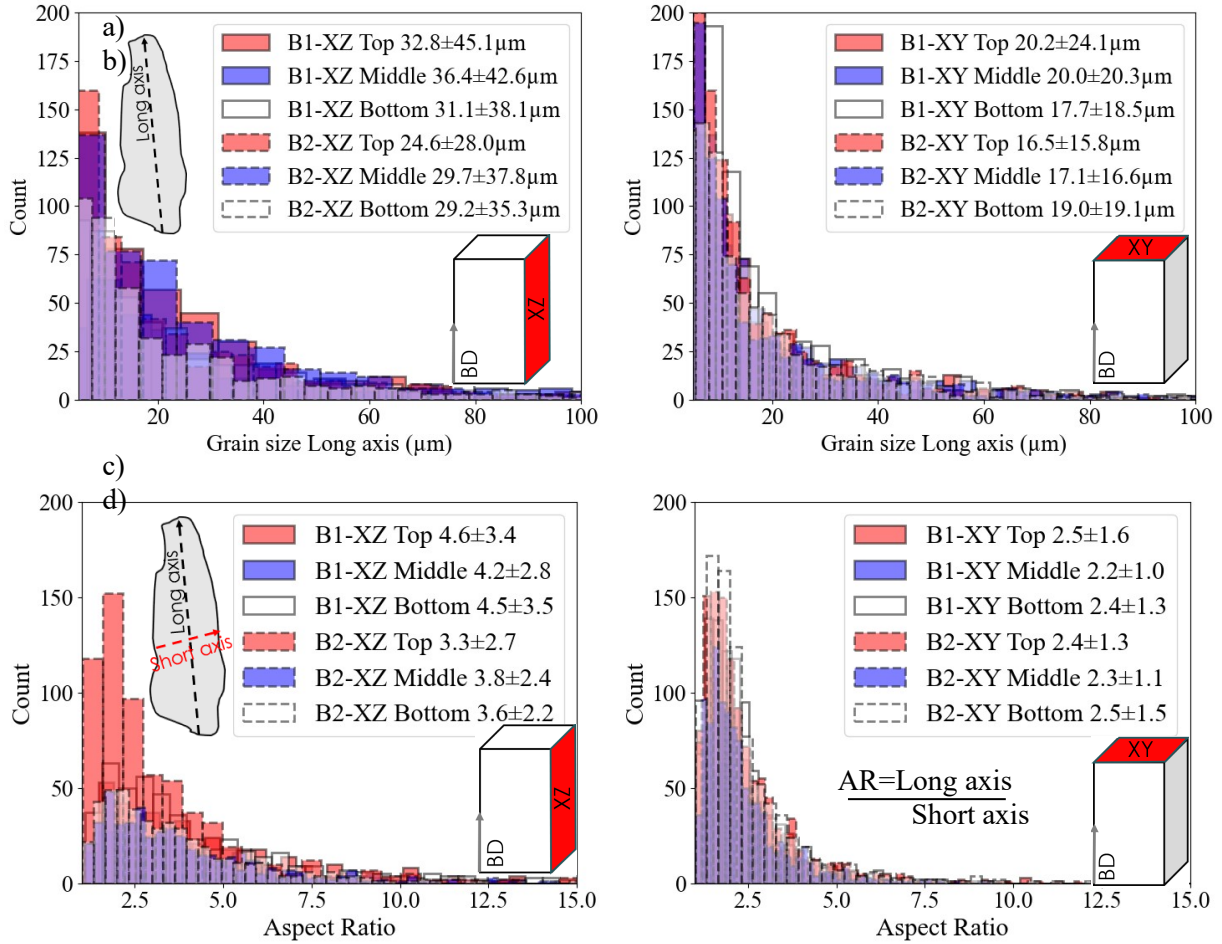 a)
b)
200
175
150
125
100
75
50
25
0
Count
Long axis
B1-XZ Top 32.8±45.1μm
B1-XZ Middle 36.4±42.6μm
B1-XZ Bottom 31.1±38.1μm
B2-XZ Top 24.6±28.0μm
B2-XZ Middle 29.7±37.8μm
B2-XZ Bottom 29.2±35.3μm
XZ
BD
20
40
60
80
100
Grain size Long axis (μm)
200
175
150
125
100
75
50
25
0
Count
B1-XY Top 20.2±24.1μm
B1-XY Middle 20.0±20.3μm
B1-XY Bottom 17.7±18.5μm
B2-XY Top 16.5±15.8μm
B2-XY Middle 17.1±16.6μm
B2-XY Bottom 19.0±19.1μm
XY
BD
20
40
60
80
100
Grain size Long axis (μm)
c)
d)
200
150
100
50
0
Count
Long axis
Short axis
B1-XZ Top 4.6±3.4
B1-XZ Middle 4.2±2.8
B1-XZ Bottom 4.5±3.5
B2-XZ Top 3.3±2.7
B2-XZ Middle 3.8±2.4
B2-XZ Bottom 3.6±2.2
XZ
BD
2.5
5.0
7.5
10.0
12.5
15.0
Aspect Ratio
200
150
100
50
0
Count
B1-XY Top 2.5±1.6
B1-XY Middle 2.2±1.0
B1-XY Bottom 2.4±1.3
B2-XY Top 2.4±1.3
B2-XY Middle 2.3±1.1
B2-XY Bottom 2.5±1.5
AR=Long axis
Short axis
XY
BD
2.5
5.0
7.5
10.0
12.5
15.0
Aspect Ratio